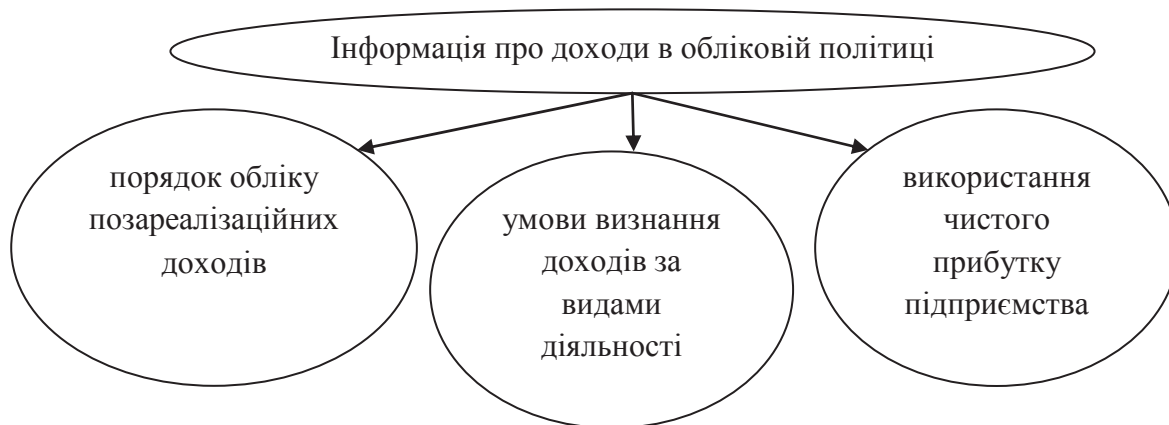 Інформація про доходи в обліковій політиці
порядок обліку
позареалізаційних
доходів
умови визнання
доходів за
видами
діяльності
використання
чистого
прибутку
підприємства